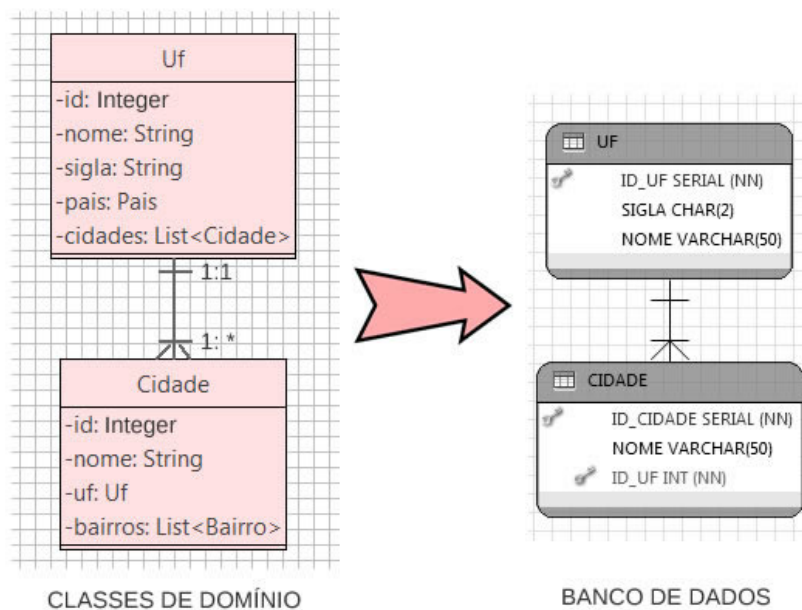 Uf
-id: Integer
-nome: String
-sigla: String
-pais: Pais
-cidades: List<Cidade>
1:1
1: *
Cidade
-id: Integer
-nome: String
-uf: Uf
-bairros: List<Bairro>
CLASSES DE DOMÍNIO
UF
ID_UF SERIAL (NN)
SIGLA CHAR(2)
NOME VARCHAR(50)
CIDADE
ID_CIDADE SERIAL (NN)
NOME VARCHAR(50)
ID_UF INT (NN)
BANCO DE DADOS